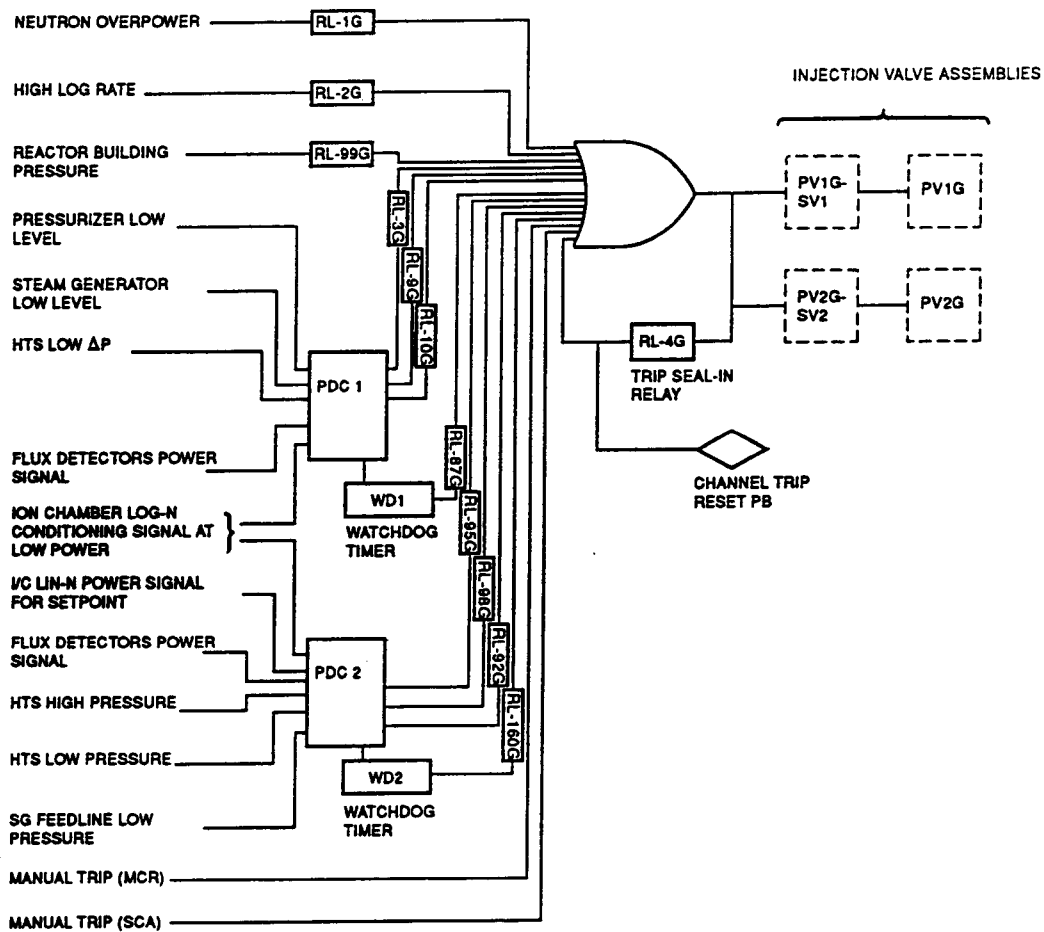 NEUTRON OVERPOWER
RL-1G
HIGH LOG RATE
RL-2G
INJECTION VALVE ASSEMBLIES
REACTOR BUILDING
PRESSURE
RL-99G
PV1G-
SV1
PV1G
PRESSURIZER LOW
LEVEL
RL-3G
STEAM GENERATOR
LOW LEVEL
RL-9G
PV2G-
SV2
PV2G
HTS LOW ΔP
RL-10G
RL-4G
TRIP SEAL-IN
RELAY
PDC 1
FLUX DETECTORS POWER
SIGNAL
RL-87G
CHANNEL TRIP
RESET PB
WD1
WATCHDOG
TIMER
ION CHAMBER LOG-N
CONDITIONING SIGNAL AT
LOW POWER
RL-95G
I/C LIN-N POWER SIGNAL
FOR SETPOINT
RL-98G
FLUX DETECTORS POWER
SIGNAL
PDC 2
RL-92G
HTS HIGH PRESSURE
RL-160G
HTS LOW PRESSURE
WD2
WATCHDOG
TIMER
SG FEEDLINE LOW
PRESSURE
MANUAL TRIP (MCR)
MANUAL TRIP (SCA)